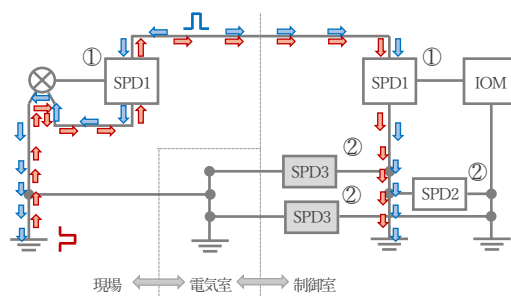 ① ①
SPD1 SPD1 IOM
②
SPD3 ②
② SPD2
SPD3
現場 電気室 制御室